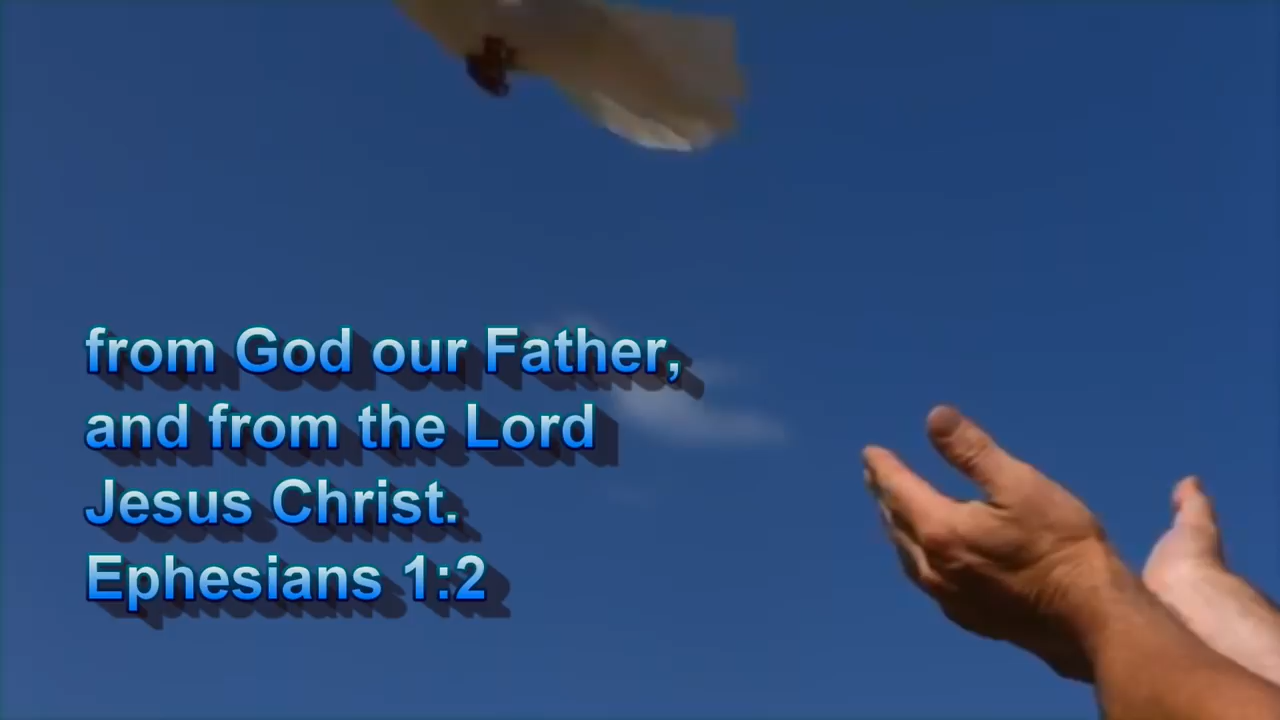 from God our Father,
and from the Lord
Jesus Christ.
Ephesians 1:2